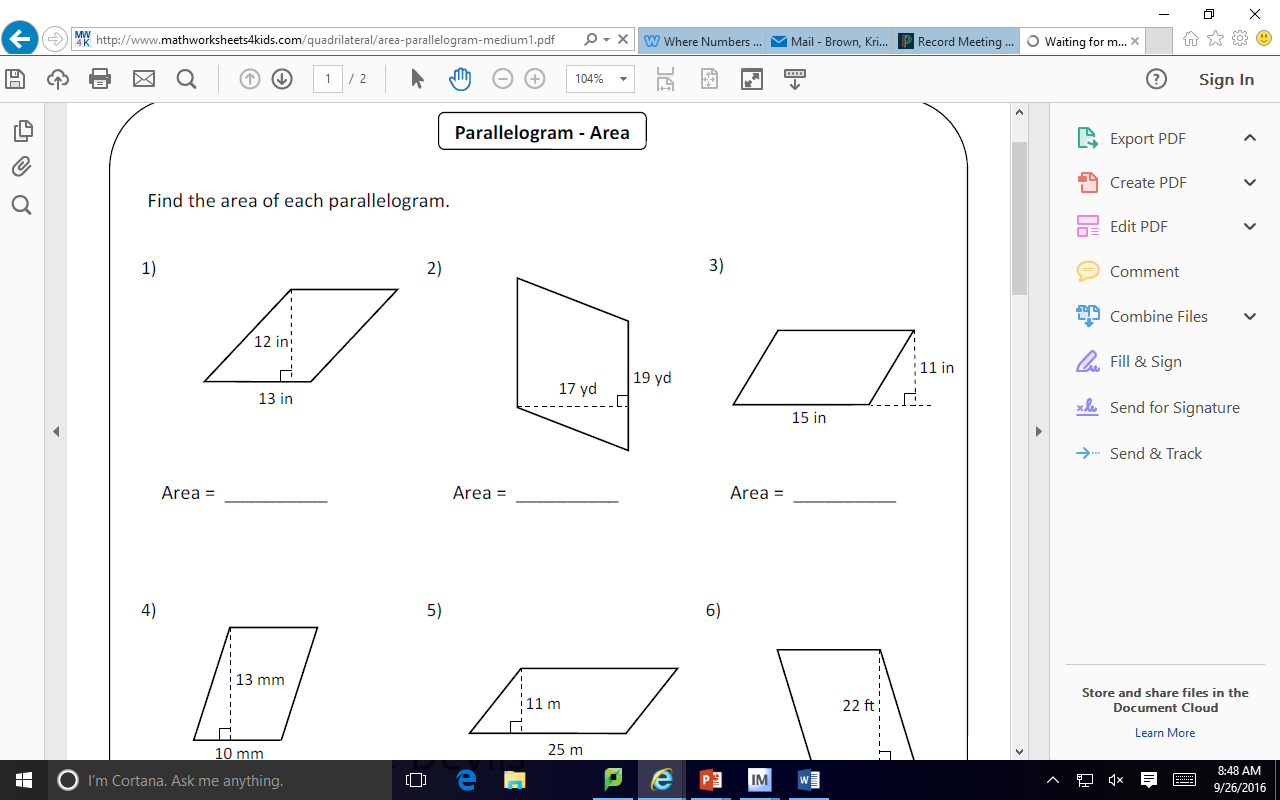 http://www.mathworksheets4kids.com/quadrilateral/area-parallelogram-medium1.pdf
Where Numbers ...
Mail - Brown, Kri...
Record Meeting ...
Waiting for m...
1 / 2
104%
Sign In
Parallelogram - Area
Find the area of each parallelogram.
1)
12 in
13 in
Area = __________
2)
17 yd
19 yd
Area = __________
3)
11 in
15 in
Area = __________
4)
13 mm
10 mm
5)
11 m
25 m
6)
22 ft
Export PDF
Create PDF
Edit PDF
Comment
Combine Files
Fill & Sign
Send for Signature
Send & Track
Store and share files in the
Document Cloud
Learn More
I'm Cortana. Ask me anything.
8:48 AM
9/26/2016